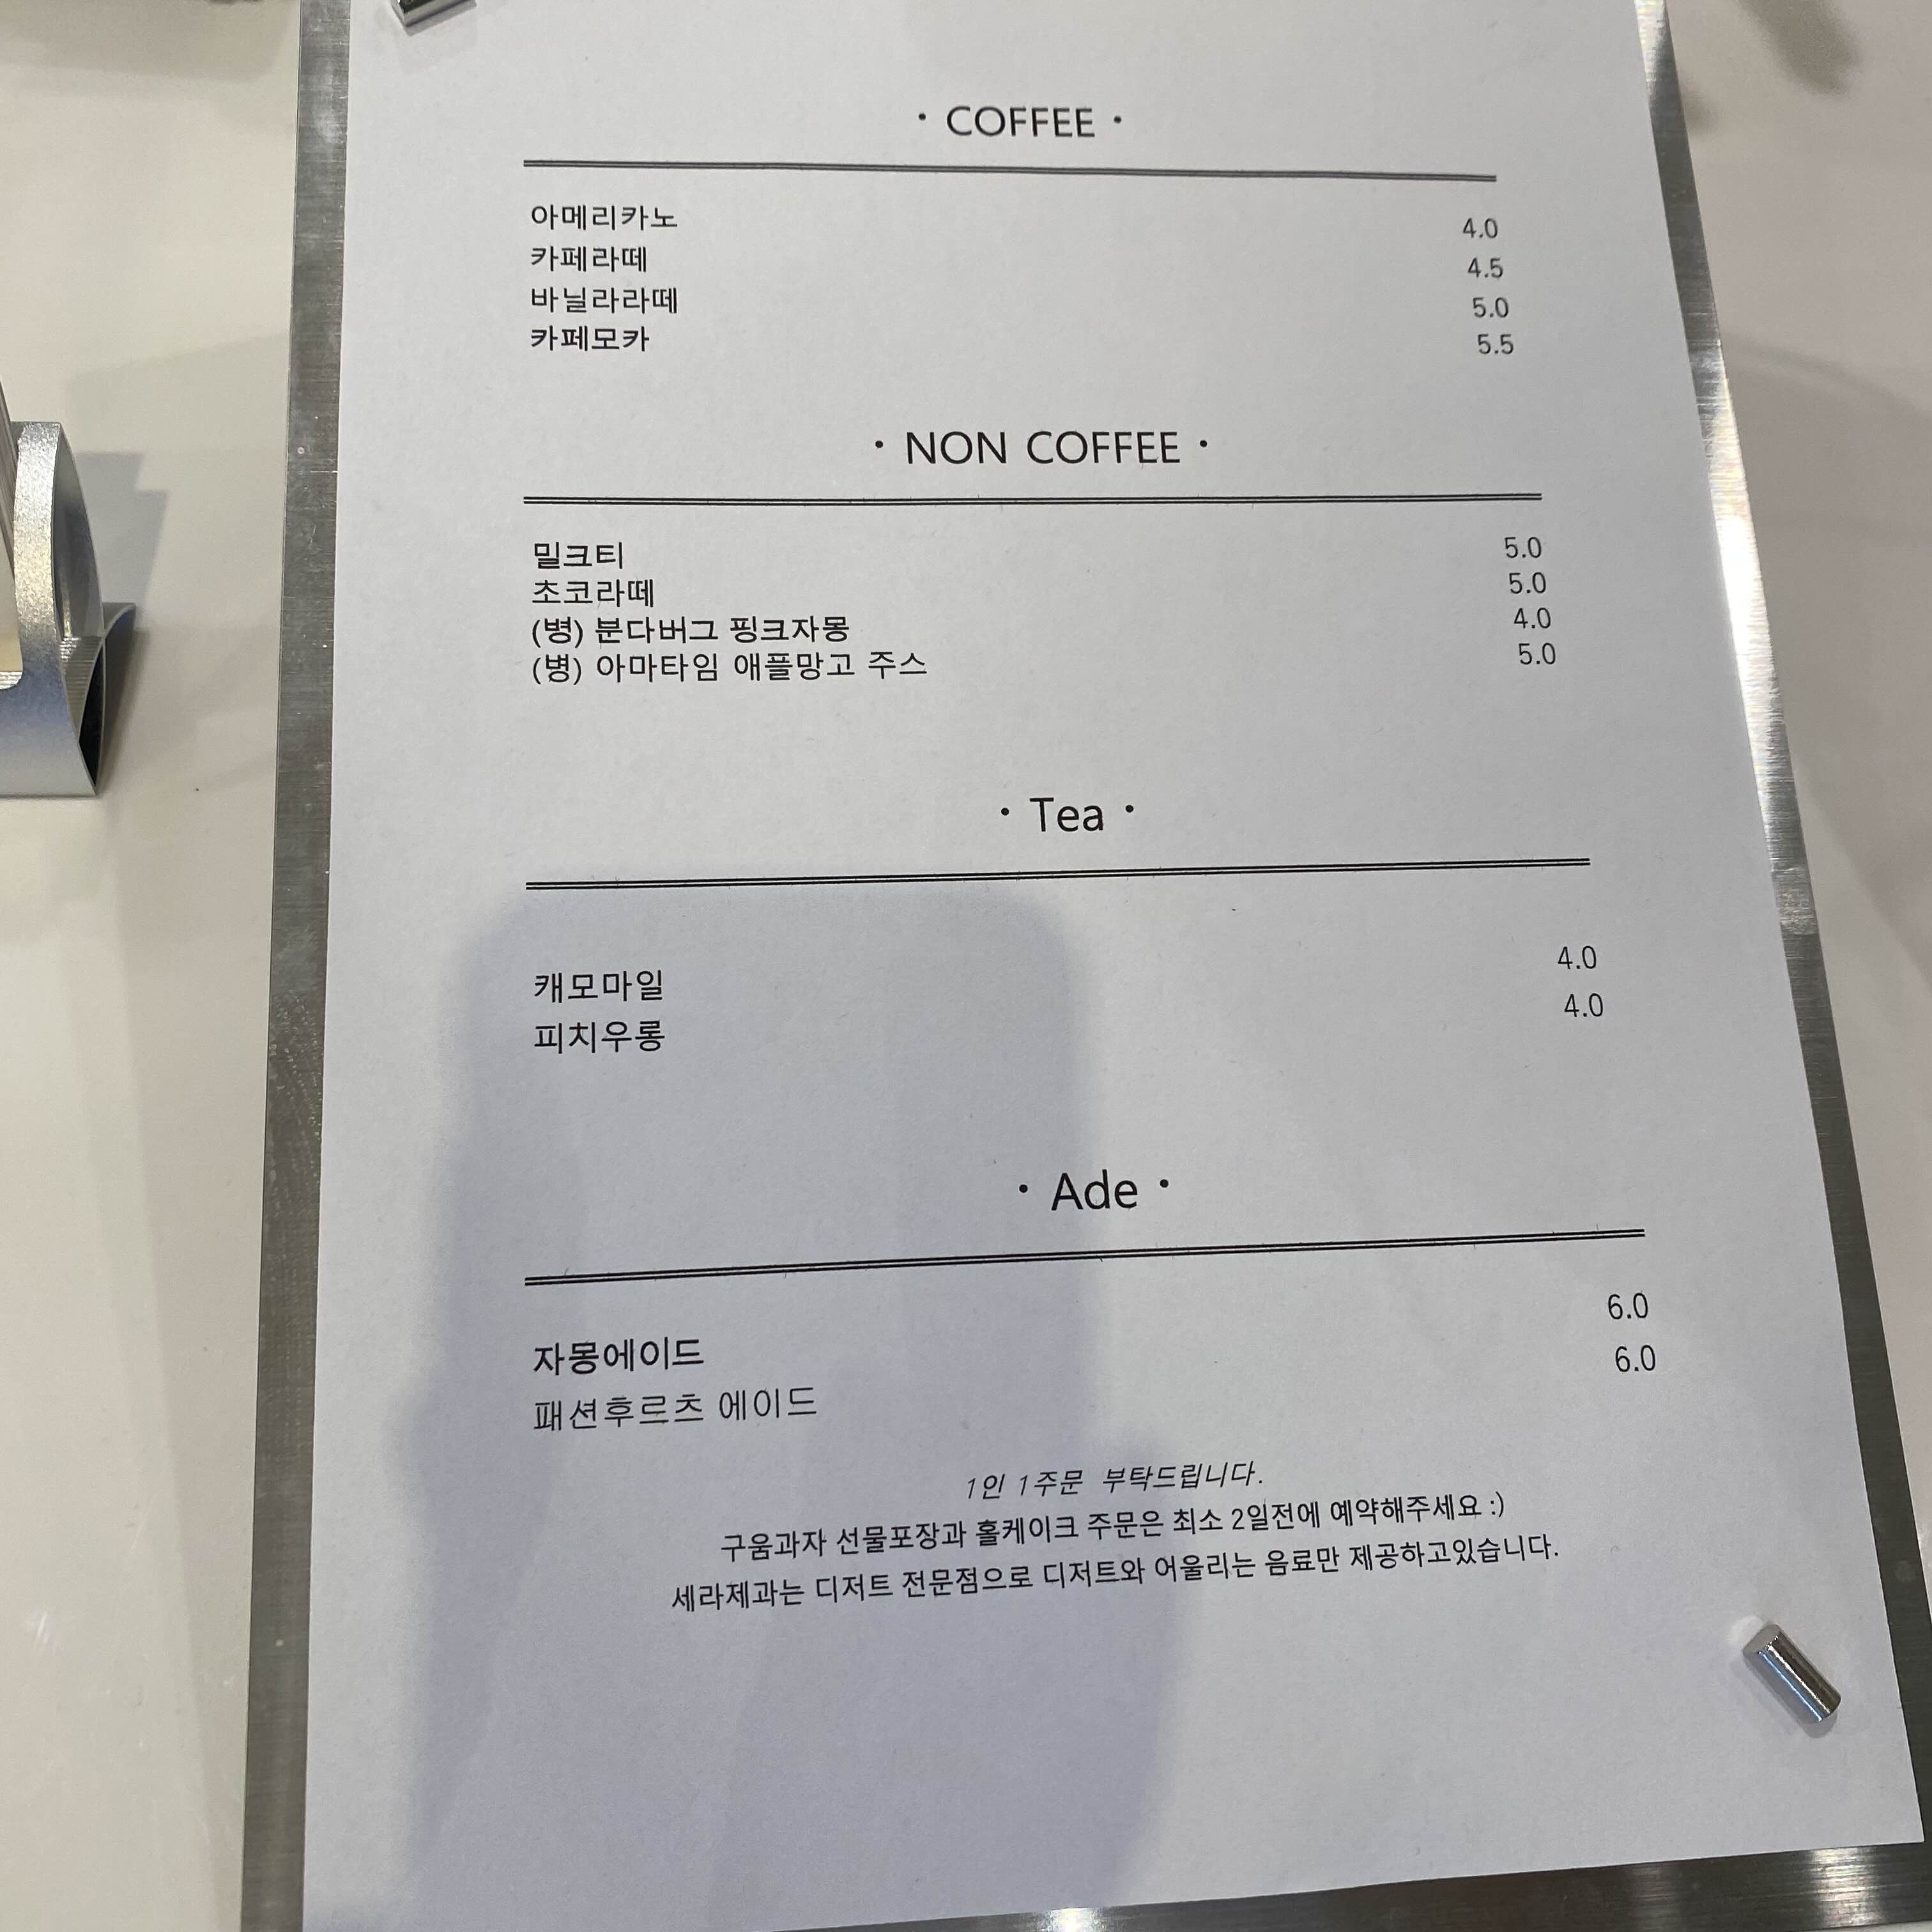 · COFFEE ·
아메리카노 4.0
카페라떼 4.5
바닐라라떼 5.0
카페모카 5.5
· NON COFFEE ·
밀크티 5.0
초코라떼 5.0
(병) 분다버그 핑크자몽 4.0
(병) 아마타임 애플망고 주스 5.0
· Tea ·
캐모마일 4.0
피치우롱 4.0
· Ade ·
자몽에이드 6.0
패션후르츠 에이드 6.0
1인 1주문 부탁드립니다.
구움과자 선물포장과 홀케이크 주문은 최소 2일전에 예약해주세요 :)
세라제과는 디저트 전문점으로 디저트와 어울리는 음료만 제공하고있습니다.